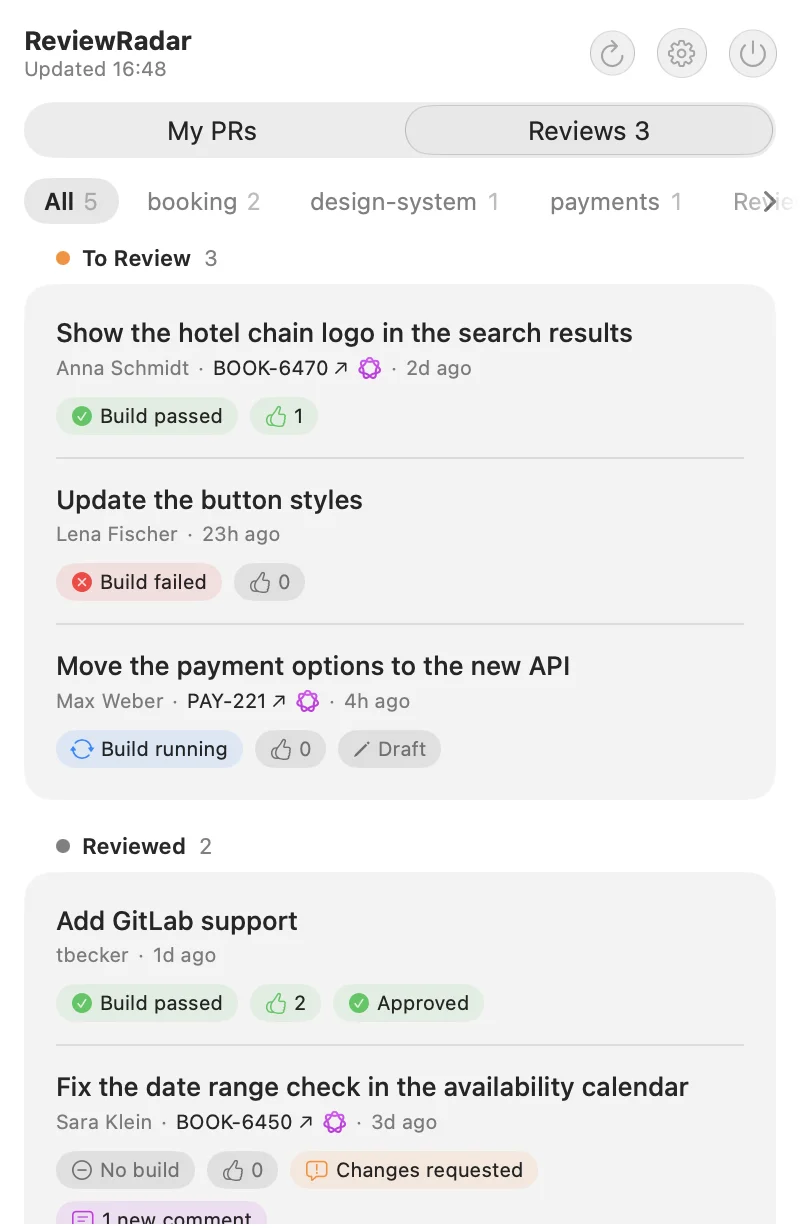 ReviewRadar
Updated 16:48
My PRs
Reviews 3
All 5 booking 2 design-system 1 payments 1
To Review 3
Show the hotel chain logo in the search results
Anna Schmidt · BOOK-6470 ↗ · 2d ago
Build passed 1
Update the button styles
Lena Fischer · 23h ago
Build failed 0
Move the payment options to the new API
Max Weber · PAY-221 ↗ · 4h ago
Build running 0 Draft
Reviewed 2
Add GitLab support
tbecker · 1d ago
Build passed 2 Approved
Fix the date range check in the availability calendar
Sara Klein · BOOK-6450 ↗ · 3d ago
No build 0 Changes requested
1 new comment